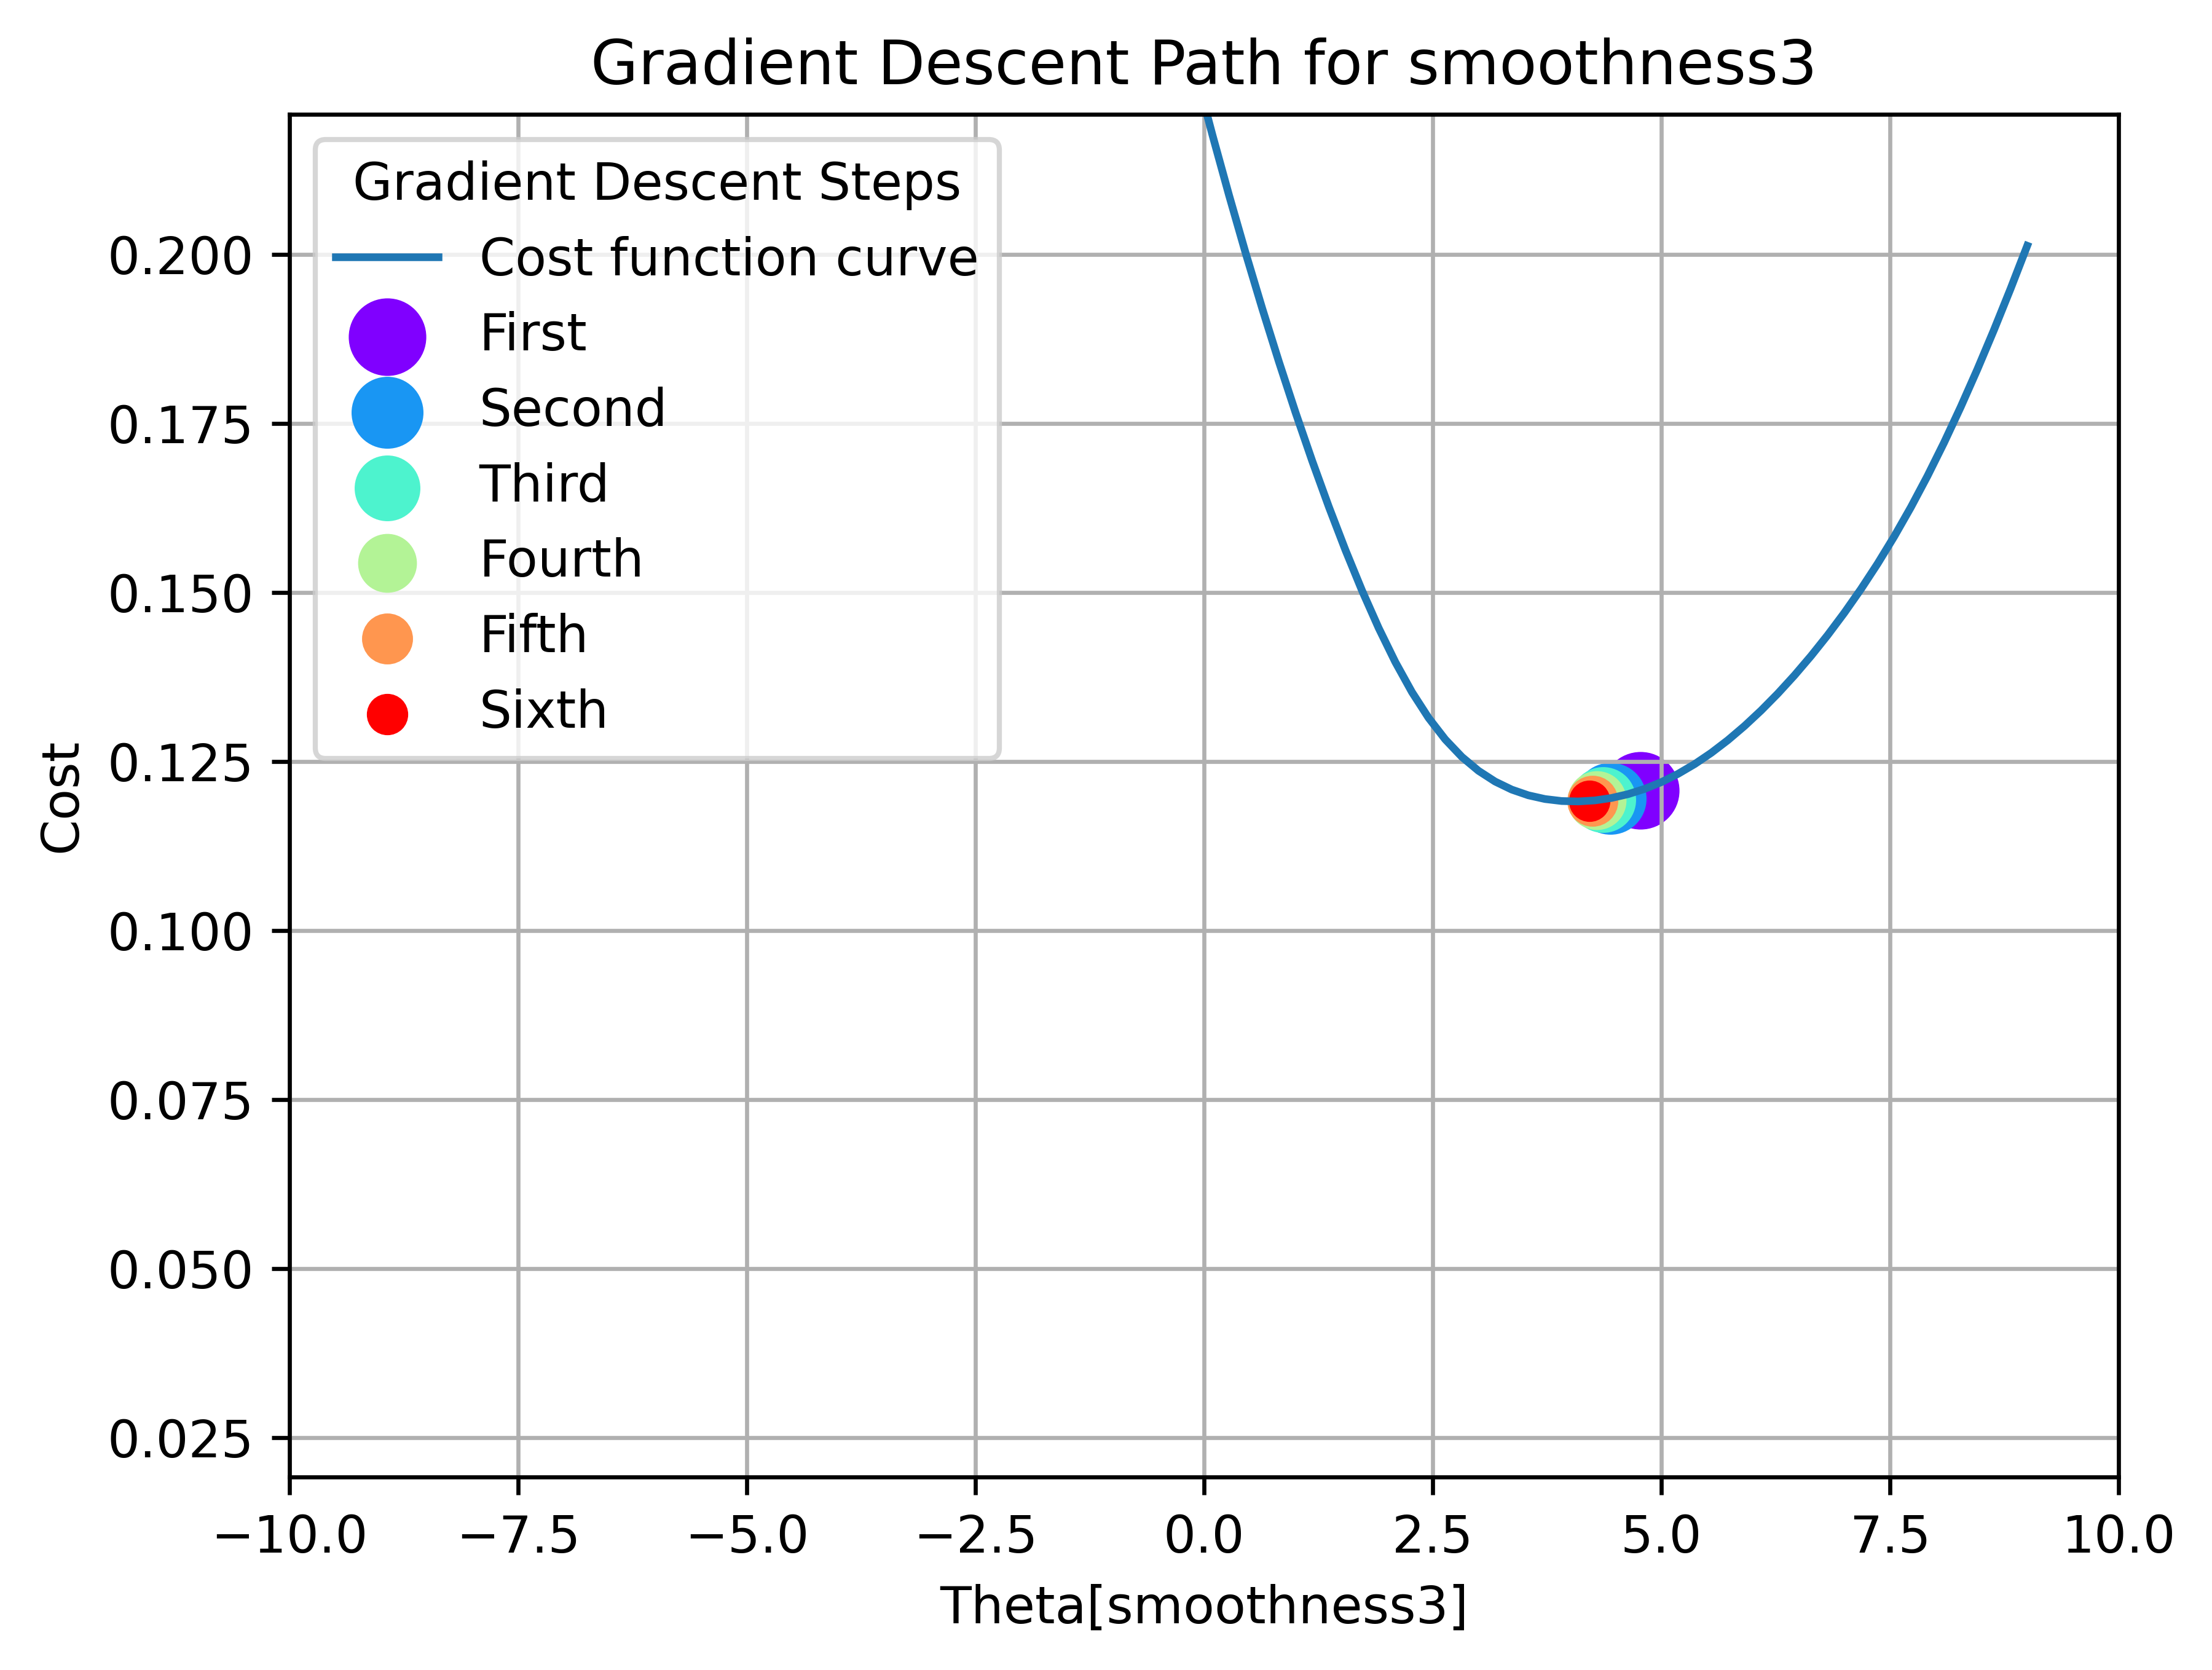 Gradient Descent Path for smoothness3
Gradient Descent Steps
Cost function curve
First
Second
Third
Fourth
Fifth
Sixth
0.200
0.175
0.150
0.125
0.100
0.075
0.050
0.025
Cost
−10.0 −7.5 −5.0 −2.5 0.0 2.5 5.0 7.5 10.0
Theta[smoothness3]